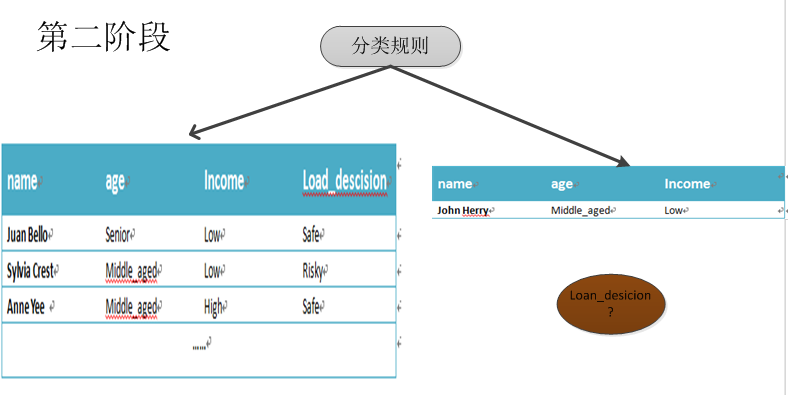 第二阶段
分类规则
name age Income Load_descision
Juan Bello Senior Low Safe
Sylvia Crest Middle_aged Low Risky
Anne Yee Middle_aged High Safe
......
name age Income
John Herry Middle_aged Low
Loan_desicion
?